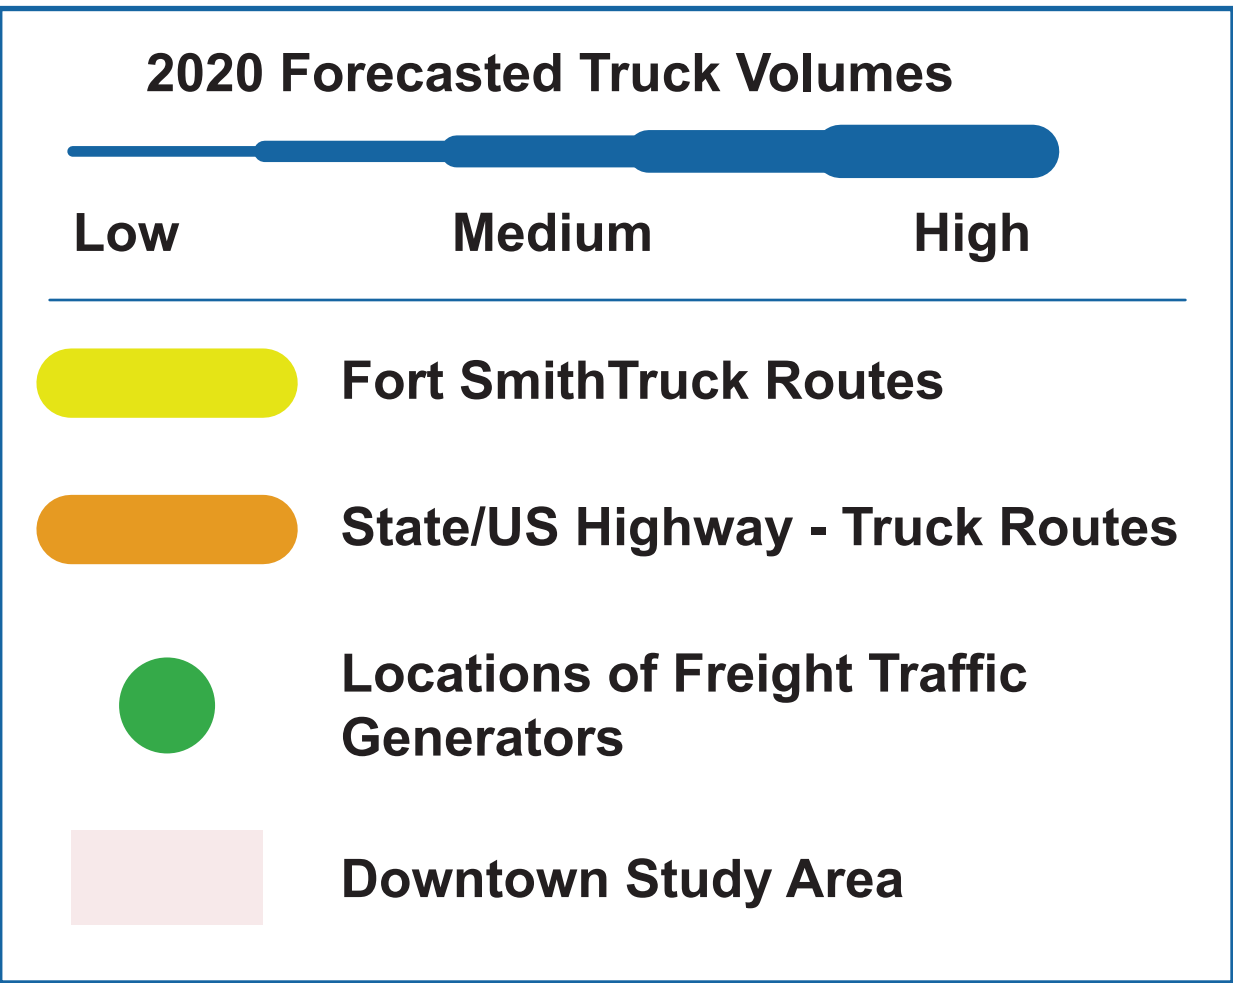 2020 Forecasted Truck Volumes
Low Medium High
Fort SmithTruck Routes
State/US Highway - Truck Routes
Locations of Freight Traffic
Generators
Downtown Study Area